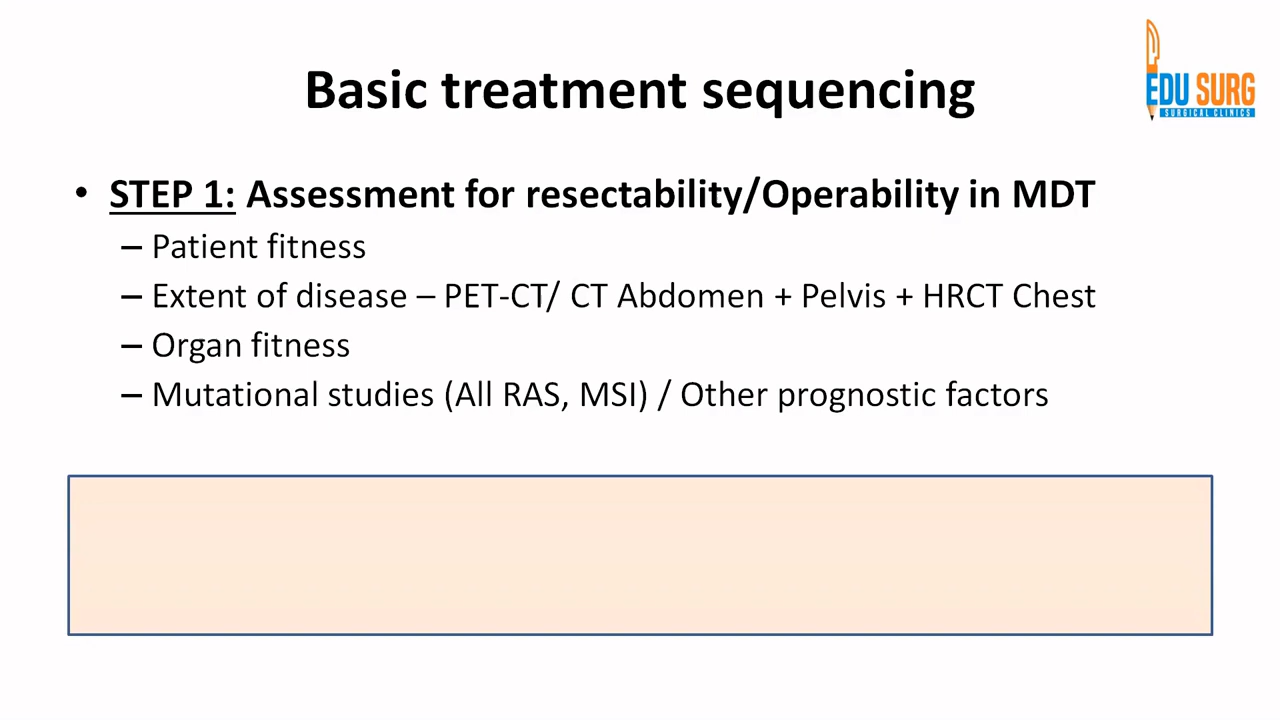 Basic treatment sequencing
EDU SURG
SURGICAL CLINICS
• STEP 1: Assessment for resectability/Operability in MDT
– Patient fitness
– Extent of disease – PET-CT/ CT Abdomen + Pelvis + HRCT Chest
– Organ fitness
– Mutational studies (All RAS, MSI) / Other prognostic factors